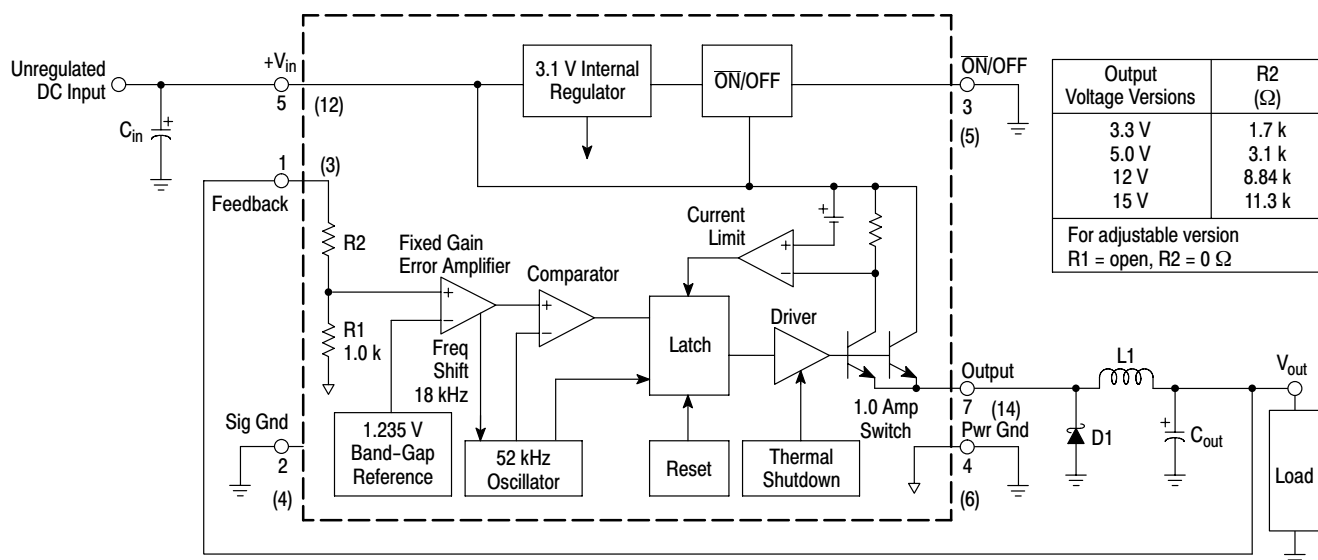 Unregulated
DC Input
+Vin
5
(12)
Cin
+
3.1 V Internal
Regulator
ON/OFF
ON/OFF
3
(5)
Output
Voltage Versions
R2
(Ω)
3.3 V
1.7 k
5.0 V
3.1 k
12 V
8.84 k
15 V
11.3 k
For adjustable version
R1 = open, R2 = 0 Ω
1
(3)
Feedback
R2
R1
1.0 k
Fixed Gain
Error Amplifier
+
−
Freq
Shift
18 kHz
Comparator
+
−
Current
Limit
+
−
+
Latch
Driver
1.0 Amp
Switch
Output
7
(14)
Pwr Gnd
4
(6)
L1
D1
+
Cout
Vout
Load
Sig Gnd
2
(4)
1.235 V
Band−Gap
Reference
52 kHz
Oscillator
Reset
Thermal
Shutdown